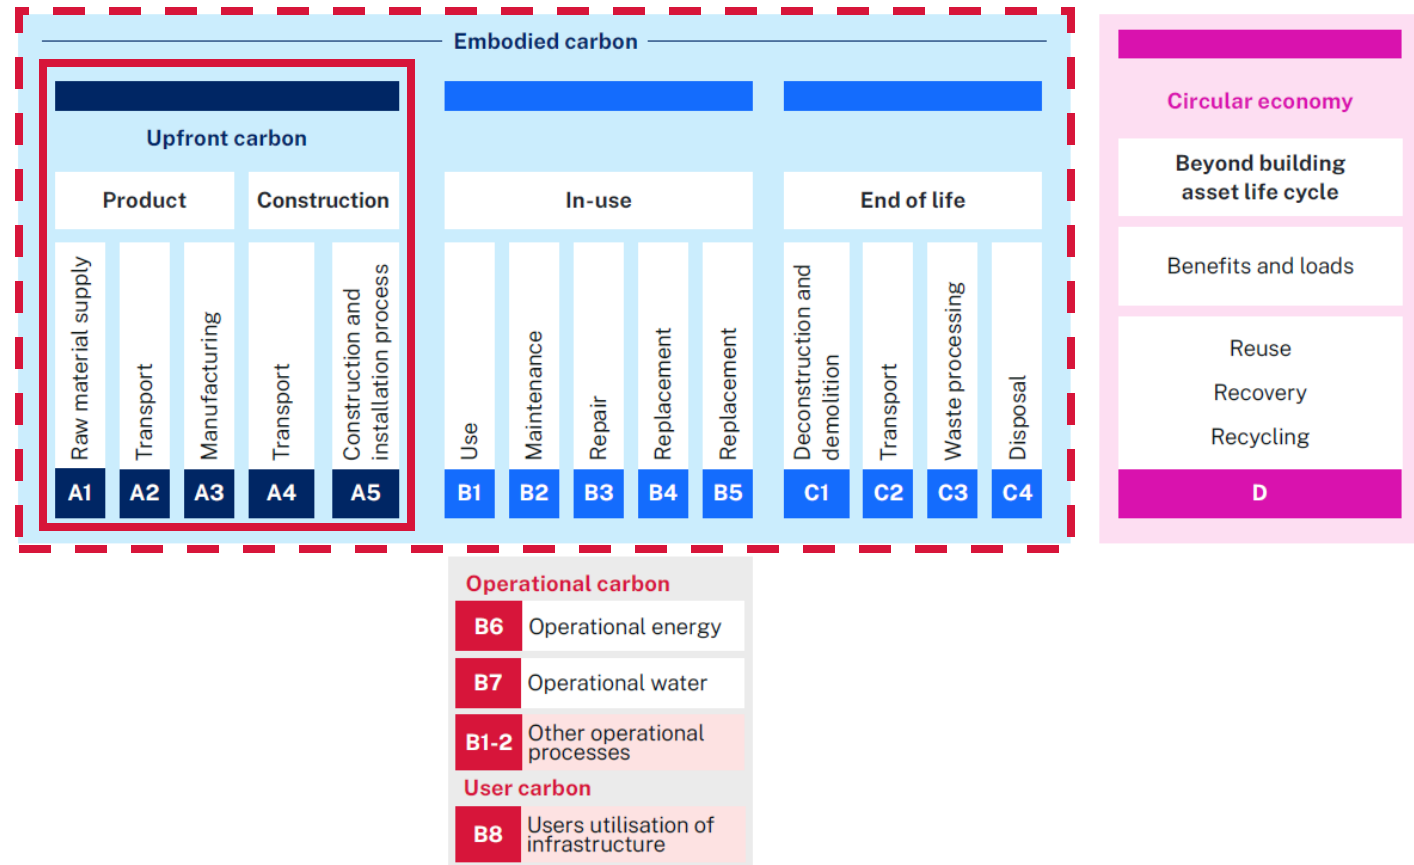 Embodied carbon
Upfront carbon
Product
Construction
Raw material supply
A1
Transport
A2
Manufacturing
A3
Transport
A4
Construction and
installation process
A5
In-use
Use
B1
Maintenance
B2
Repair
B3
Replacement
B4
Replacement
B5
End of life
Deconstruction and
demolition
C1
Transport
C2
Waste processing
C3
Disposal
C4
Circular economy
Beyond building
asset life cycle
Benefits and loads
Reuse
Recovery
Recycling
D
Operational carbon
B6 Operational energy
B7 Operational water
B1-2 Other operational
processes
User carbon
B8 Users utilisation of
infrastructure